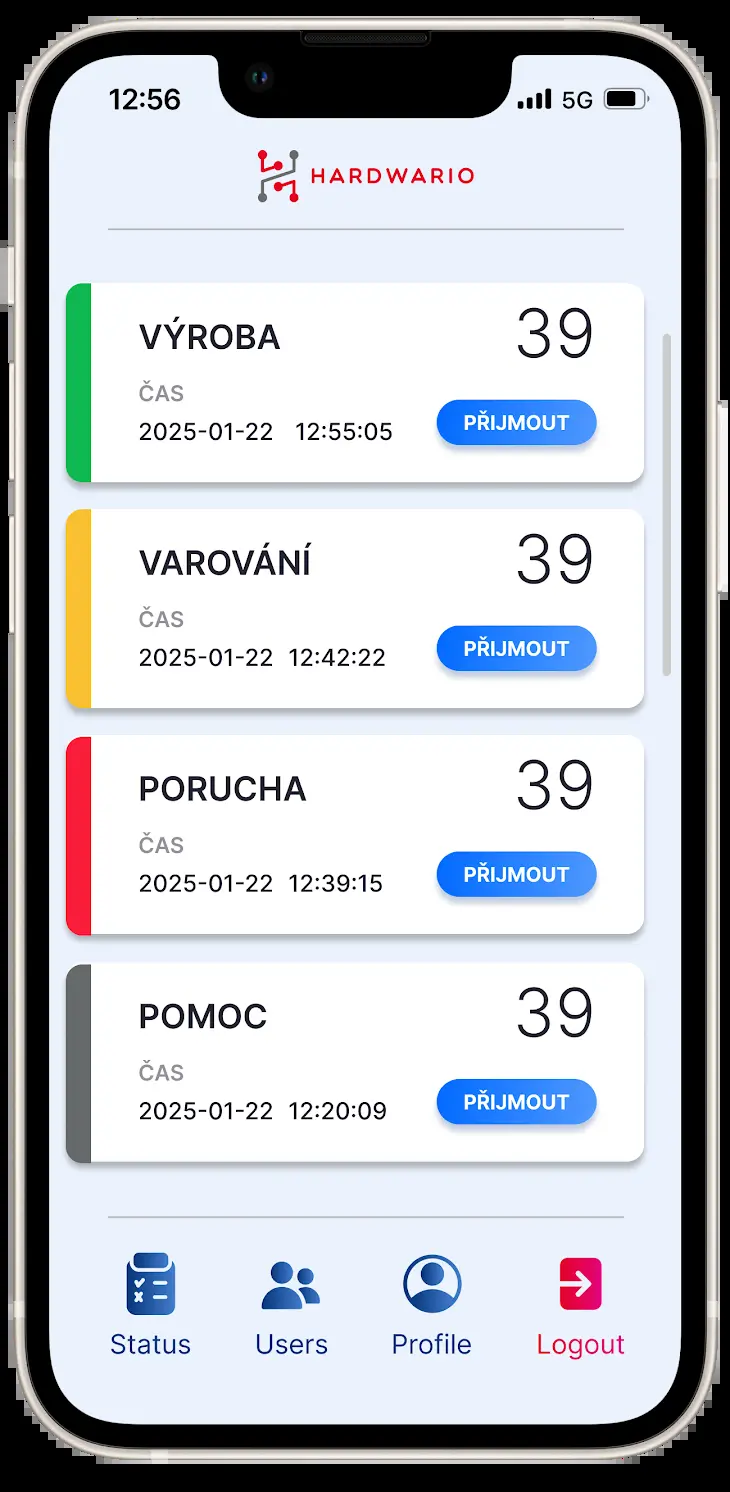 12:56 5G
HARDWARIO
VÝROBA 39
ČAS
2025-01-22 12:55:05 PŘIJMOUT
VAROVÁNÍ 39
ČAS
2025-01-22 12:42:22 PŘIJMOUT
PORUCHA 39
ČAS
2025-01-22 12:39:15 PŘIJMOUT
POMOC 39
ČAS
2025-01-22 12:20:09 PŘIJMOUT
Status Users Profile Logout